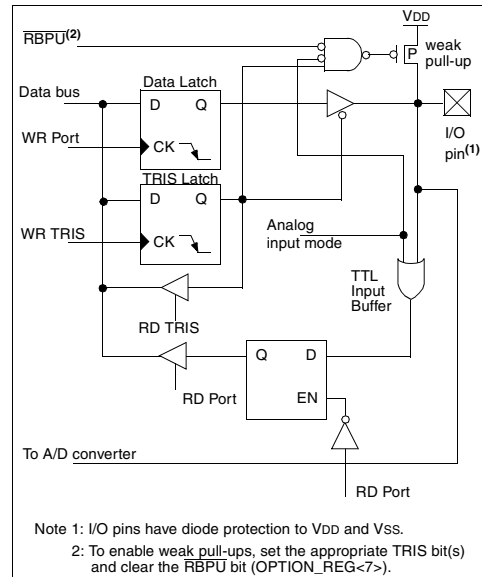 VDD
RBPU(2)
P
weak
pull-up
Data Latch
Data bus
D
Q
I/O
pin(1)
WR Port
CK
TRIS Latch
D
Q
WR TRIS
CK
Analog
input mode
TTL
Input
Buffer
RD TRIS
Q
D
EN
RD Port
To A/D converter
RD Port
Note 1: I/O pins have diode protection to VDD and VSS.
2: To enable weak pull-ups, set the appropriate TRIS bit(s)
and clear the RBPU bit (OPTION_REG<7>).